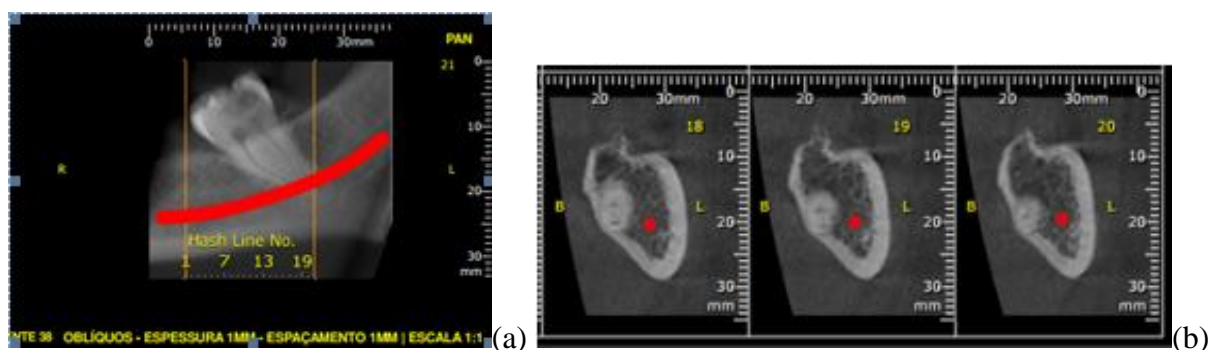 0 10 20 30mm
PAN
21
0
10
R
L
20
Hash Line No.
1 7 13 19
30
mm
NTE 38 OBLÍQUOS - ESPESSURA 1MM - ESPAÇAMENTO 1MM | ESCALA 1:1
(a)
20 30mm
0
18
10
B
L
20
30
mm
20 30mm
0
19
10
B
L
20
30
mm
20 30mm
0
20
10
B
L
20
30
mm
(b)